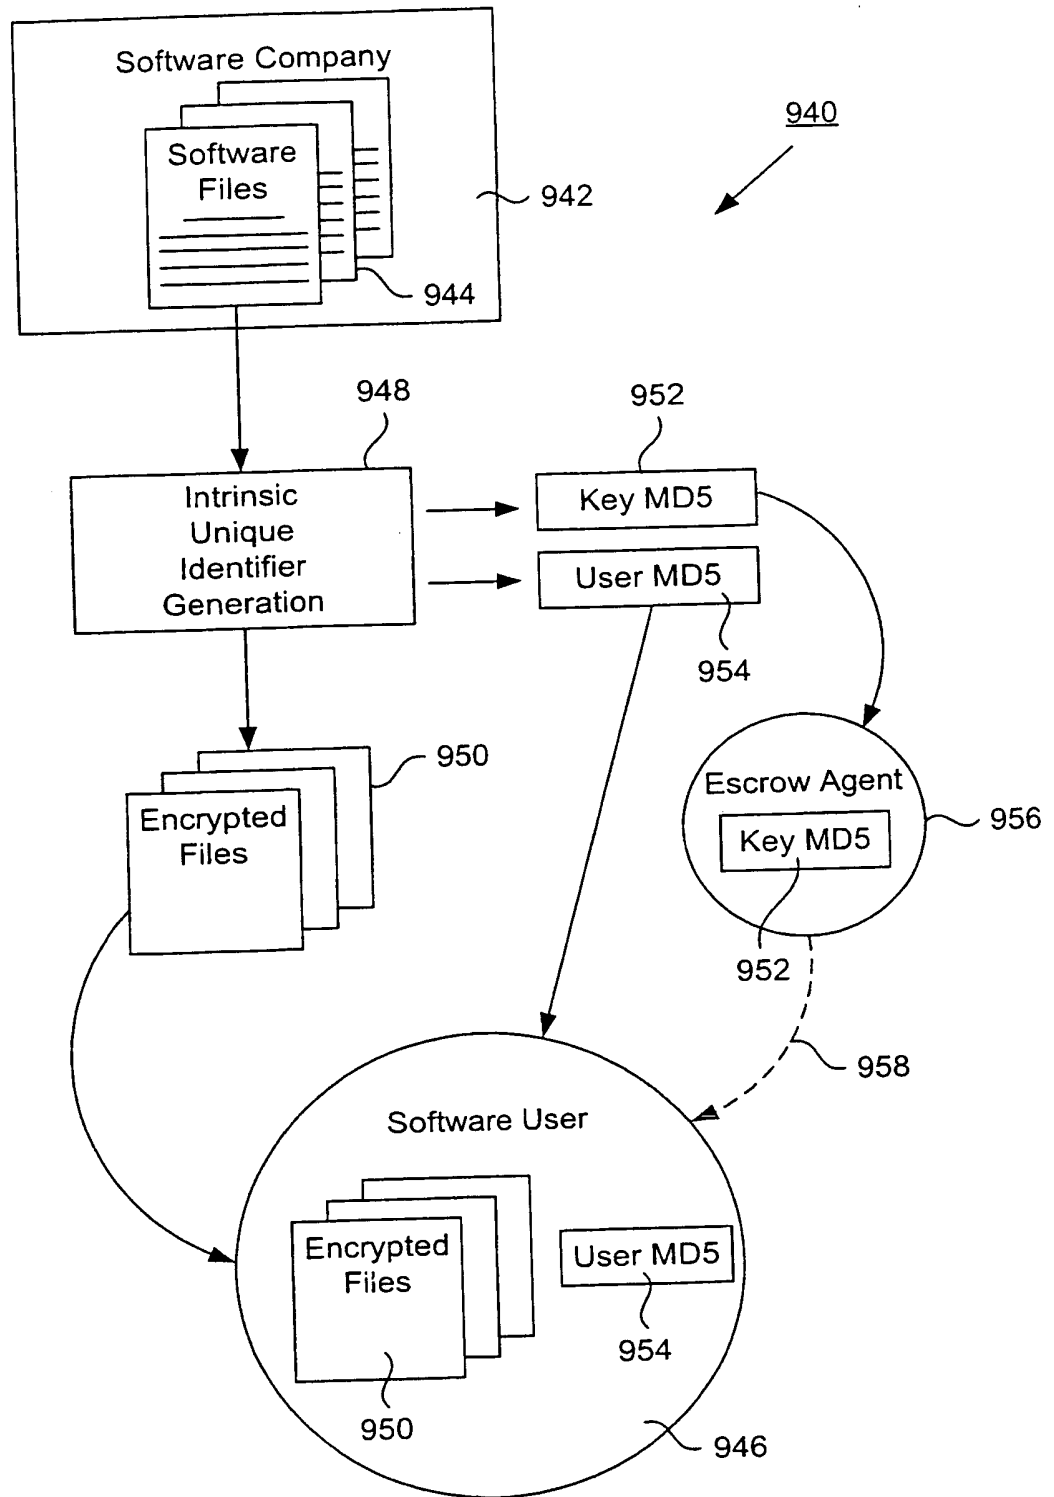 Software Company
940
Software
Files
942
944
948
952
Intrinsic
Unique
Identifier
Generation
Key MD5
User MD5
954
950
Encrypted
Files
Escrow Agent
Key MD5
956
952
958
Software User
Encrypted
Files
User MD5
954
950
946